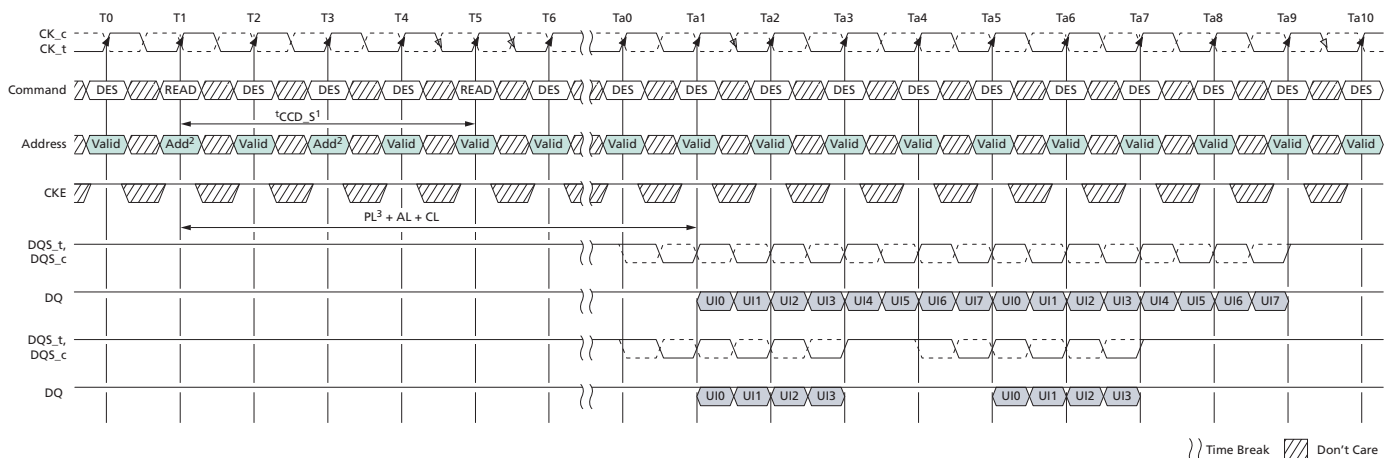 T0 T1 T2 T3 T4 T5 T6 Ta0 Ta1 Ta2 Ta3 Ta4 Ta5 Ta6 Ta7 Ta8 Ta9 Ta10
CK_c
CK_t
Command DES READ DES DES DES READ DES DES DES DES DES DES DES DES DES DES DES DES
tCCD_S1
Address Valid Add2 Valid Add2 Valid Valid Valid Valid Valid Valid Valid Valid Valid Valid Valid Valid Valid Valid
CKE
PL3 + AL + CL
DQS_t,
DQS_c
DQ UI0 UI1 UI2 UI3 UI4 UI5 UI6 UI7 UI0 UI1 UI2 UI3 UI4 UI5 UI6 UI7
DQS_t,
DQS_c
DQ UI0 UI1 UI2 UI3 UI0 UI1 UI2 UI3
Time Break Don't Care